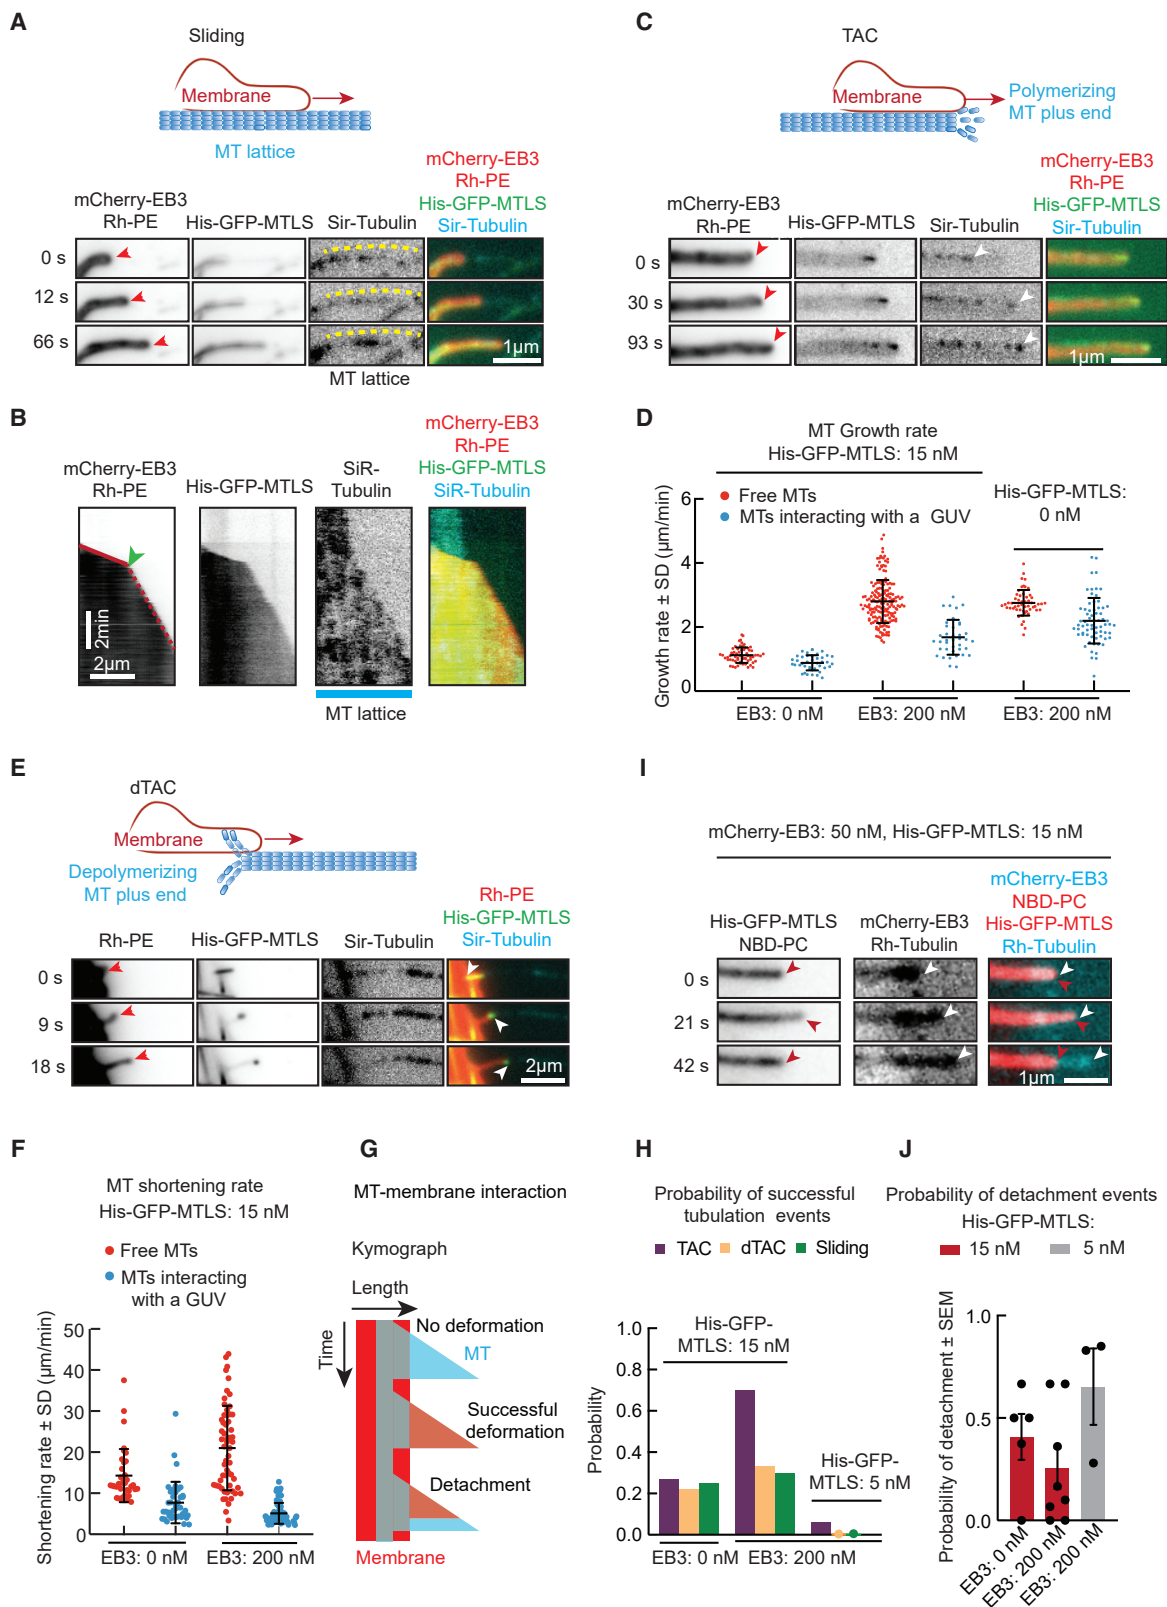 A
Sliding
Membrane
MT lattice
mCherry-EB3
Rh-PE
His-GFP-MTLS
Sir-Tubulin
mCherry-EB3
Rh-PE
His-GFP-MTLS
Sir-Tubulin
0 s
12 s
66 s
1µm
MT lattice
B
mCherry-EB3
Rh-PE
His-GFP-MTLS
SiR-
Tubulin
mCherry-EB3
Rh-PE
His-GFP-MTLS
SiR-Tubulin
2min
2µm
MT lattice
C
TAC
Membrane
Polymerizing
MT plus end
mCherry-EB3
Rh-PE
His-GFP-MTLS
Sir-Tubulin
mCherry-EB3
Rh-PE
His-GFP-MTLS
Sir-Tubulin
0 s
30 s
93 s
1µm
D
MT Growth rate
His-GFP-MTLS: 15 nM
His-GFP-MTLS:
0 nM
Free MTs
MTs interacting with a GUV
Growth rate ± SD (µm/min)
6
4
2
0
EB3: 0 nM
EB3: 200 nM
EB3: 200 nM
E
dTAC
Membrane
Depolymerizing
MT plus end
Rh-PE
His-GFP-MTLS
Sir-Tubulin
Rh-PE
His-GFP-MTLS
Sir-Tubulin
0 s
9 s
18 s
2µm
I
mCherry-EB3: 50 nM, His-GFP-MTLS: 15 nM
His-GFP-MTLS
NBD-PC
mCherry-EB3
Rh-Tubulin
mCherry-EB3
NBD-PC
His-GFP-MTLS
Rh-Tubulin
0 s
21 s
42 s
1µm
F
MT shortening rate
His-GFP-MTLS: 15 nM
Free MTs
MTs interacting
with a GUV
Shortening rate ± SD (µm/min)
50
40
30
20
10
0
EB3: 0 nM
EB3: 200 nM
G
MT-membrane interaction
Kymograph
Length
Time
No deformation
MT
Successful
deformation
Detachment
Membrane
H
Probability of successful
tubulation events
TAC
dTAC
Sliding
His-GFP-
MTLS: 15 nM
His-GFP-
MTLS: 5 nM
Probability
1.0
0.8
0.6
0.4
0.2
0.0
EB3: 0 nM
EB3: 200 nM
J
Probability of detachment events
His-GFP-MTLS:
15 nM
5 nM
Probability of detachment ± SEM
1.0
0.5
0.0
EB3: 0 nM
EB3: 200 nM
EB3: 200 nM